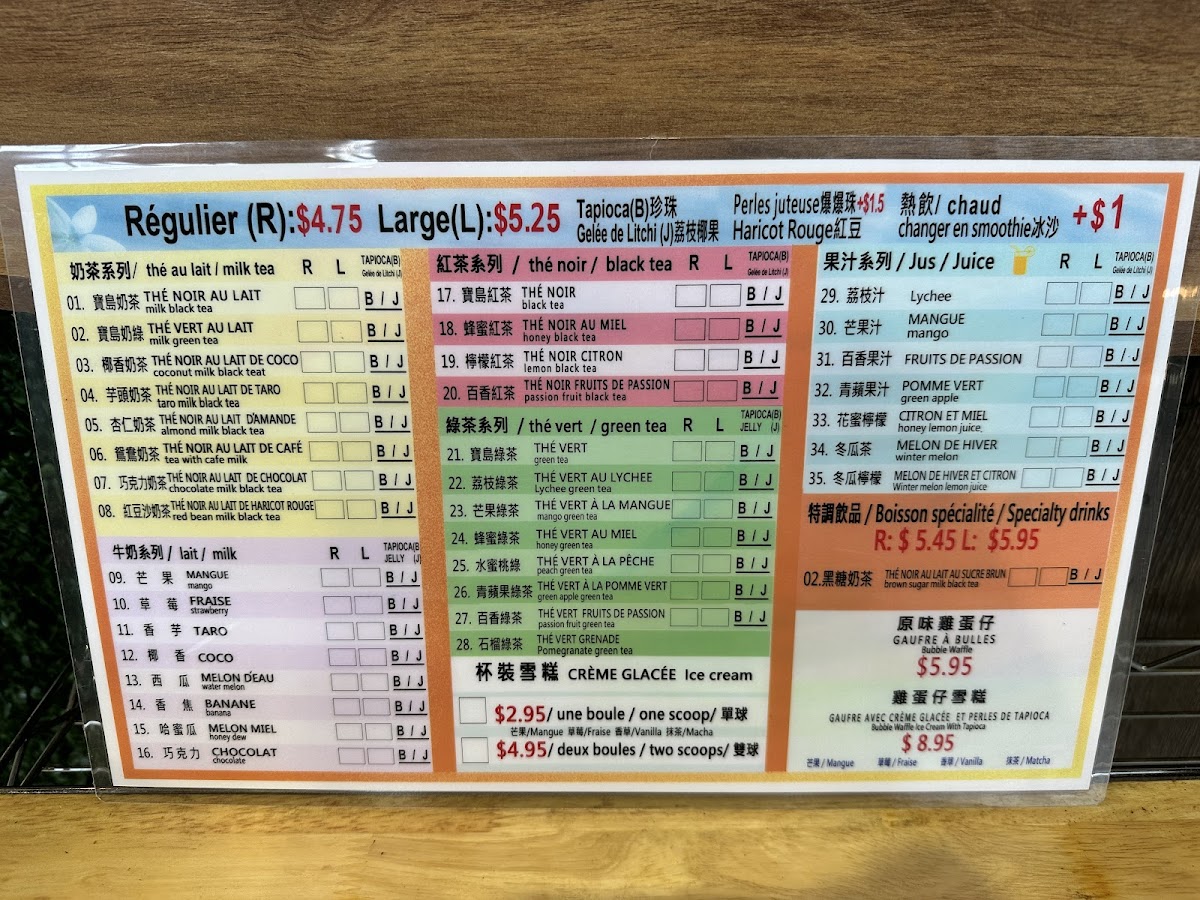 Régulier (R):$4.75 Large(L):$5.25
Tapioca(B)珍珠
Gelée de Litchi (J)荔枝椰果
Perles juteuse爆爆珠+$1.5
Haricot Rouge紅豆
熱飲/ chaud
changer en smoothie冰沙
+$1
奶茶系列/ thé au lait / milk tea R L TAPIOCA(B)
Gelée de Litchi (J)
01. 寶島奶茶 THÉ NOIR AU LAIT B / J
milk black tea
02. 寶島奶綠 THÉ VERT AU LAIT B / J
milk green tea
03. 椰香奶茶 THÉ NOIR AU LAIT DE COCO B / J
coconut milk black teat
04. 芋頭奶茶 THÉ NOIR AU LAIT DE TARO B / J
taro milk black tea
05. 杏仁奶茶 THÉ NOIR AU LAIT D'AMANDE B / J
almond milk black tea
06. 鴛鴦奶茶 THÉ NOIR AU LAIT DE CAFÉ B / J
tea with cafe milk
07. 巧克力奶茶 THÉ NOIR AU LAIT DE CHOCOLAT B / J
chocolate milk black tea
08. 紅豆沙奶茶 THÉ NOIR AU LAIT DE HARICOT ROUGE B / J
red bean milk black tea
牛奶系列 / lait / milk R L TAPIOCA(B
JELLY (J)
09. 芒 果 MANGUE B / J
mango
10. 草 莓 FRAISE B / J
strawberry
11. 香 芋 TARO B / J
12. 椰 香 COCO B / J
13. 西 瓜 MELON D'EAU B / J
water melon
14. 香 焦 BANANE B / J
banana
15. 哈蜜瓜 MELON MIEL B / J
honey dew
16. 巧克力 CHOCOLAT B / J
chocolate
紅茶系列 / thé noir / black tea R L TAPIOCA(B)
Gelée de Litchi (J)
17. 寶島紅茶 THÉ NOIR B / J
black tea
18. 蜂蜜紅茶 THÉ NOIR AU MIEL B / J
honey black tea
19. 檸檬紅茶 THÉ NOIR CITRON B / J
lemon black tea
20. 百香紅茶 THÉ NOIR FRUITS DE PASSION B / J
passion fruit black tea
綠茶系列 / thé vert / green tea R L TAPIOCA(B)
JELLY (J)
21. 寶島綠茶 THÉ VERT B / J
green tea
22. 荔枝綠茶 THÉ VERT AU LYCHEE B / J
Lychee green tea
23. 芒果綠茶 THÉ VERT À LA MANGUE B / J
mango green tea
24. 蜂蜜綠茶 THÉ VERT AU MIEL B / J
honey green tea
25. 水蜜桃綠 THÉ VERT À LA PÈCHE B / J
peach green tea
26. 青蘋果綠茶 THÉ VERT À LA POMME VERT B / J
green apple green tea
27. 百香綠茶 THÉ VERT FRUITS DE PASSION B / J
passion fruit green tea
28. 石榴綠茶 THÉ VERT GRENADE
Pomegranate green tea
杯裝雪糕 CRÈME GLACÉE Ice cream
$2.95/ une boule / one scoop/ 單球
芒果/Mangue 草莓/Fraise 香草/Vanilla 抹茶/Macha
$4.95/ deux boules / two scoops/ 雙球
果汁系列 / Jus / Juice R L TAPIOCA(B)
Gelée de Litchi (J)
29. 荔枝汁 Lychee B / J
30. 芒果汁 MANGUE B / J
mango
31. 百香果汁 FRUITS DE PASSION B / J
32. 青蘋果汁 POMME VERT B / J
green apple
33. 花蜜檸檬 CITRON ET MIEL B / J
honey lemon juice
34. 冬瓜茶 MELON DE HIVER B / J
winter melon
35. 冬瓜檸檬 MELON DE HIVER ET CITRON B / J
Winter melon lemon juice
特調飲品 / Boisson spécialité / Specialty drinks
R: $ 5.45 L: $5.95
02.黑糖奶茶 THÉ NOIR AU LAIT AU SUCRE BRUN B / J
brown sugar milk black tea
原味雞蛋仔
GAUFRE À BULLES
Bubble Waffle
$5.95
雞蛋仔雪糕
GAUFRE AVEC CRÈME GLACÉE ET PERLES DE TAPIOCA
Bubble Waffle Ice Cream With Tapioca
$ 8.95
芒果 / Mangue 草莓 / Fraise 香草 / Vanilla 抹茶 / Matcha